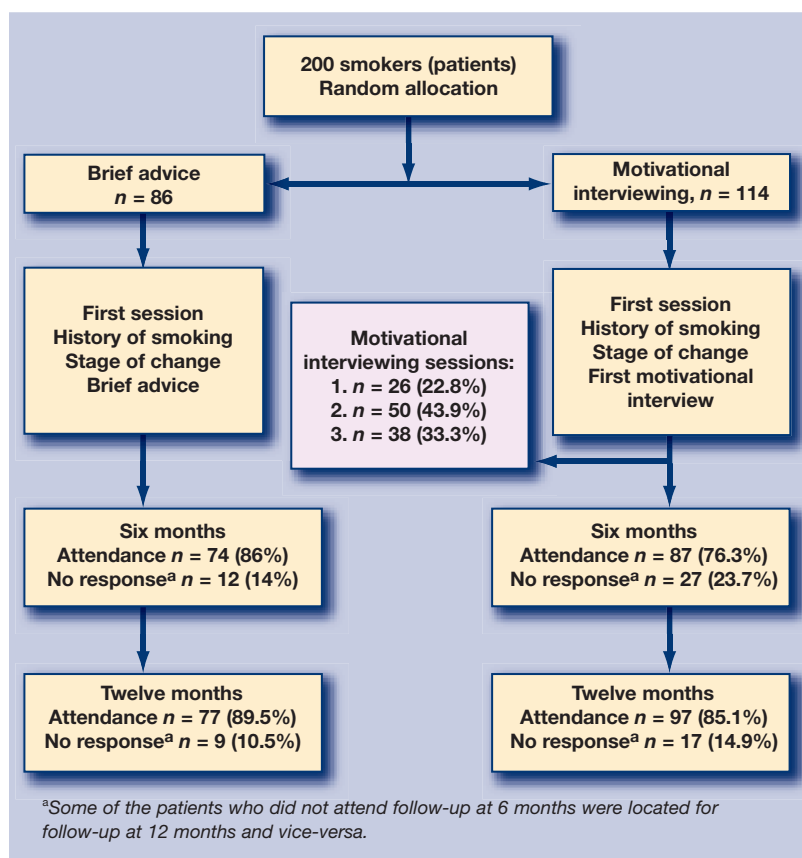 200 smokers (patients)
Random allocation
Brief advice
n = 86
Motivational
interviewing, n = 114
First session
History of smoking
Stage of change
Brief advice
Motivational
interviewing sessions:
1. n = 26 (22.8%)
2. n = 50 (43.9%)
3. n = 38 (33.3%)
First session
History of smoking
Stage of change
First motivational
interview
Six months
Attendance n = 74 (86%)
No responseª n = 12 (14%)
Six months
Attendance n = 87 (76.3%)
No responseª n = 27 (23.7%)
Twelve months
Attendance n = 77 (89.5%)
No responseª n = 9 (10.5%)
Twelve months
Attendance n = 97 (85.1%)
No responseª n = 17 (14.9%)
ªSome of the patients who did not attend follow-up at 6 months were located for
follow-up at 12 months and vice-versa.